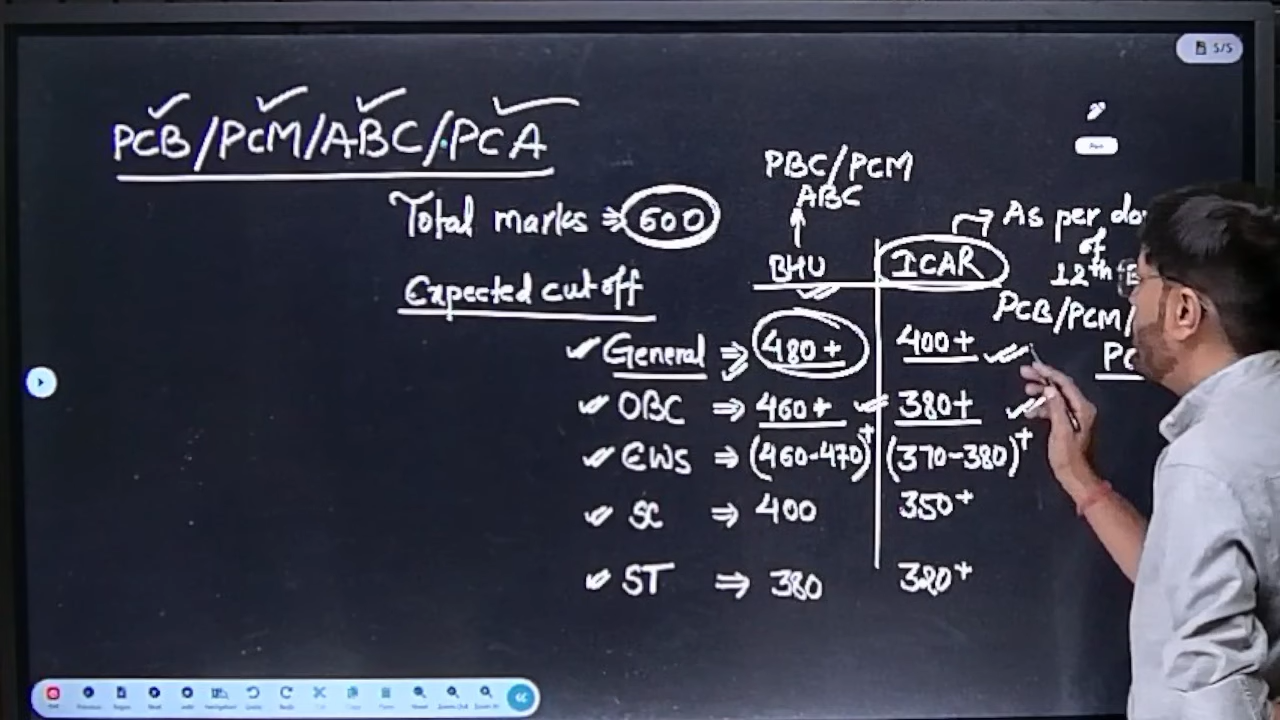 5/5
PCB/PCM/ABC/PCA
PBC/PCM
ABC
Total marks ⇒ 600
As per
of
12th
BHU ICAR
Expected cut off
PCB/PCM/
General ⇒ 480+ 400+
OBC ⇒ 460+ 380+
EWS ⇒ (460-470)+ (370-380)+
SC ⇒ 400 350+
ST ⇒ 380